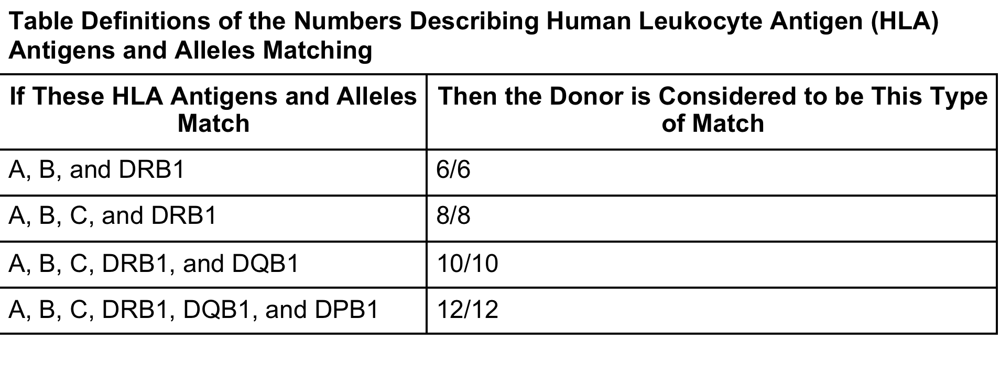 Table Definitions of the Numbers Describing Human Leukocyte Antigen (HLA)
Antigens and Alleles Matching
If These HLA Antigens and Alleles
Match
Then the Donor is Considered to be This Type
of Match
A, B, and DRB1
6/6
A, B, C, and DRB1
8/8
A, B, C, DRB1, and DQB1
10/10
A, B, C, DRB1, DQB1, and DPB1
12/12